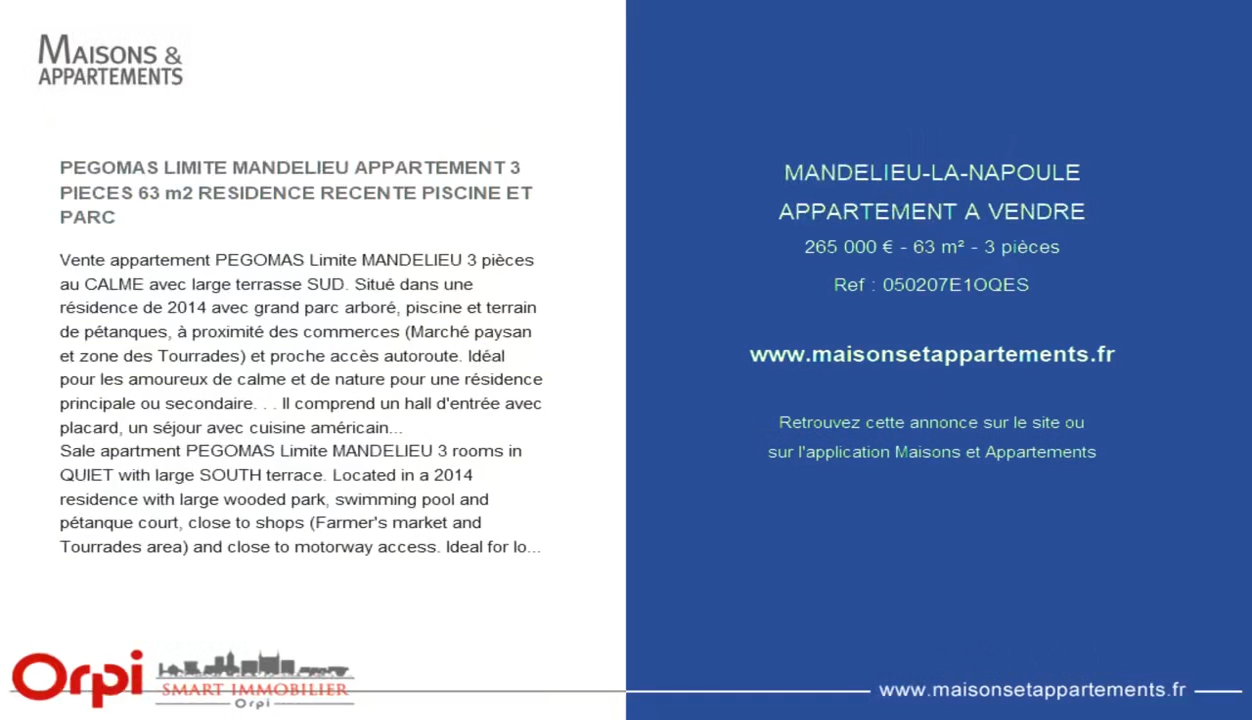 MAISONS &
APPARTEMENTS
PEGOMAS LIMITE MANDELIEU APPARTEMENT 3
PIECES 63 m2 RESIDENCE RECENTE PISCINE ET
PARC
Vente appartement PEGOMAS Limite MANDELIEU 3 pièces
au CALME avec large terrasse SUD. Situé dans une
résidence de 2014 avec grand parc arboré, piscine et terrain
de pétanques, à proximité des commerces (Marché paysan
et zone des Tourrades) et proche accès autoroute. Idéal
pour les amoureux de calme et de nature pour une résidence
principale ou secondaire. . . Il comprend un hall d'entrée avec
placard, un séjour avec cuisine américain...
Sale apartment PEGOMAS Limite MANDELIEU 3 rooms in
QUIET with large SOUTH terrace. Located in a 2014
residence with large wooded park, swimming pool and
pétanque court, close to shops (Farmer's market and
Tourrades area) and close to motorway access. Ideal for lo...
Orpi
SMART IMMOBILIER
Orpi
MANDELIEU-LA-NAPOULE
APPARTEMENT A VENDRE
265 000 € - 63 m² - 3 pièces
Ref : 050207E1OQES
www.maisonsetappartements.fr
Retrouvez cette annonce sur le site ou
sur l'application Maisons et Appartements
www.maisonsetappartements.fr